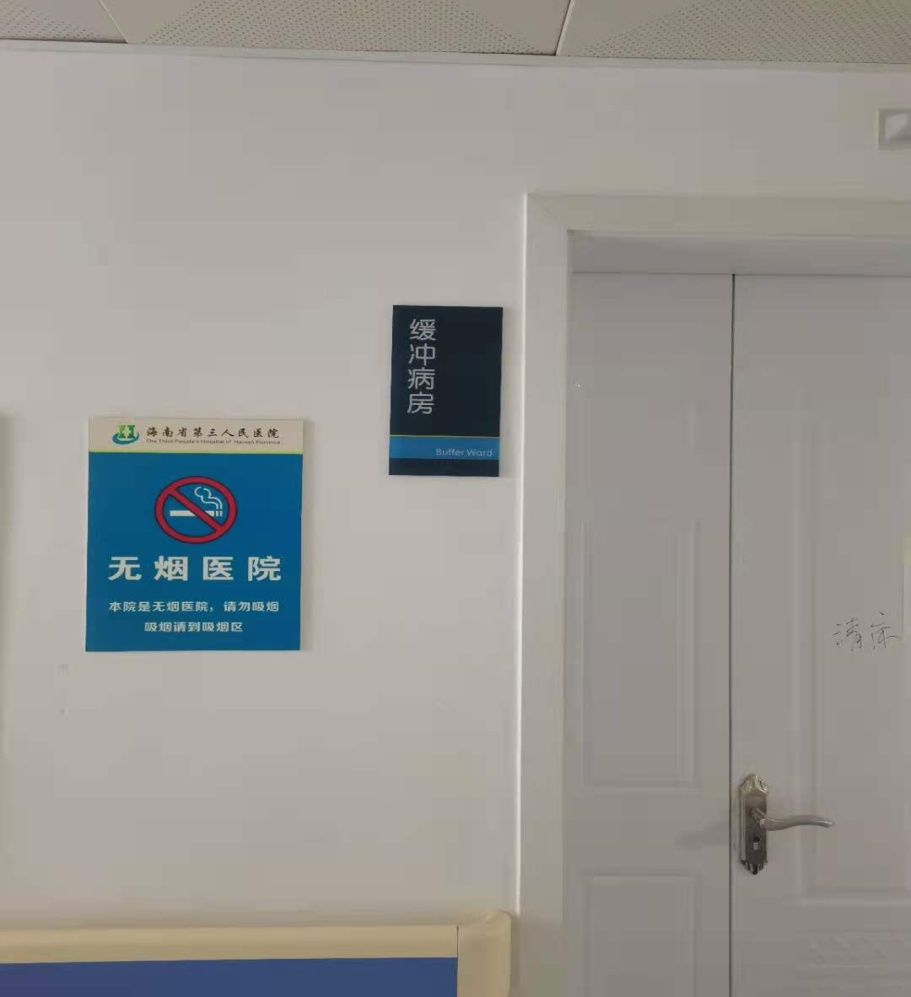 海南省第三人民医院
The Third People's Hospital of Hainan Province
无烟医院
本院是无烟医院，请勿吸烟
吸烟请到吸烟区
缓冲病房
Buffer Ward